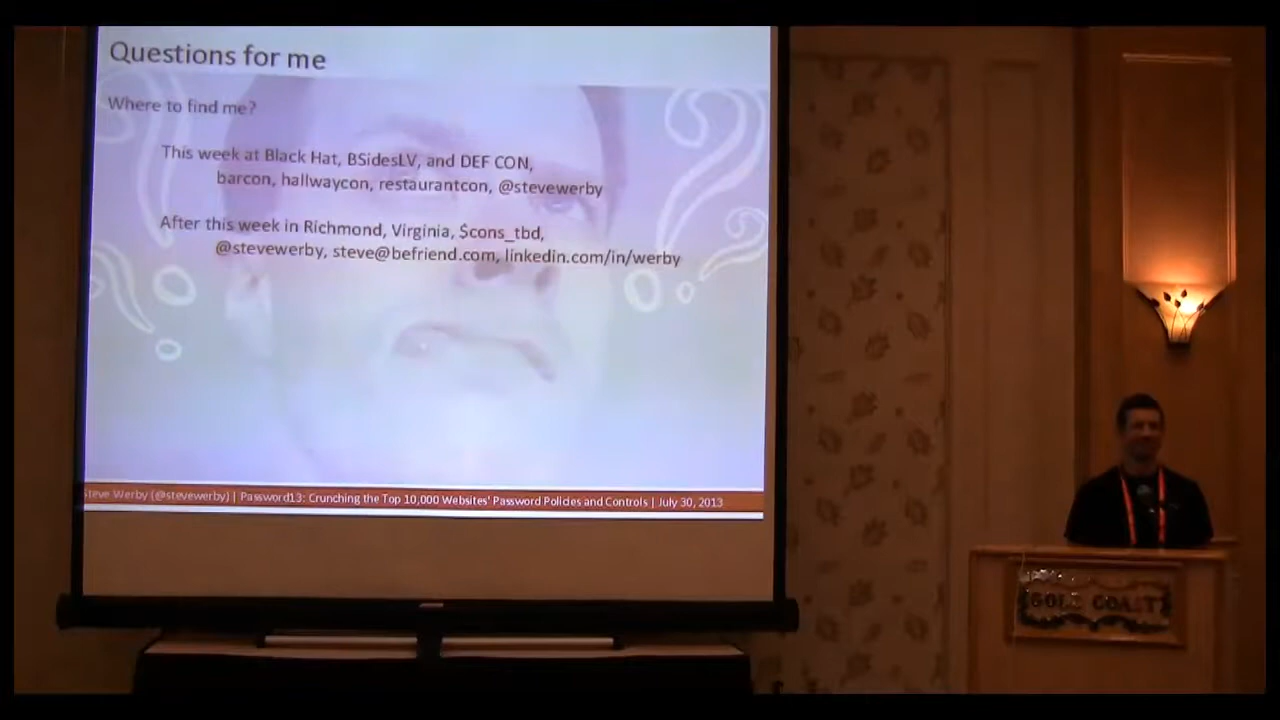 Questions for me
Where to find me?
This week at Black Hat, BSidesLV, and DEF CON,
barcon, hallwaycon, restaurantcon, @stevewerby
After this week in Richmond, Virginia, $cons_tbd,
@stevewerby, steve@befriend.com, linkedin.com/in/werby
Steve Werby (@stevewerby) | Password13: Crunching the Top 10,000 Websites' Password Policies and Controls | July 30, 2013
GOLD COAST